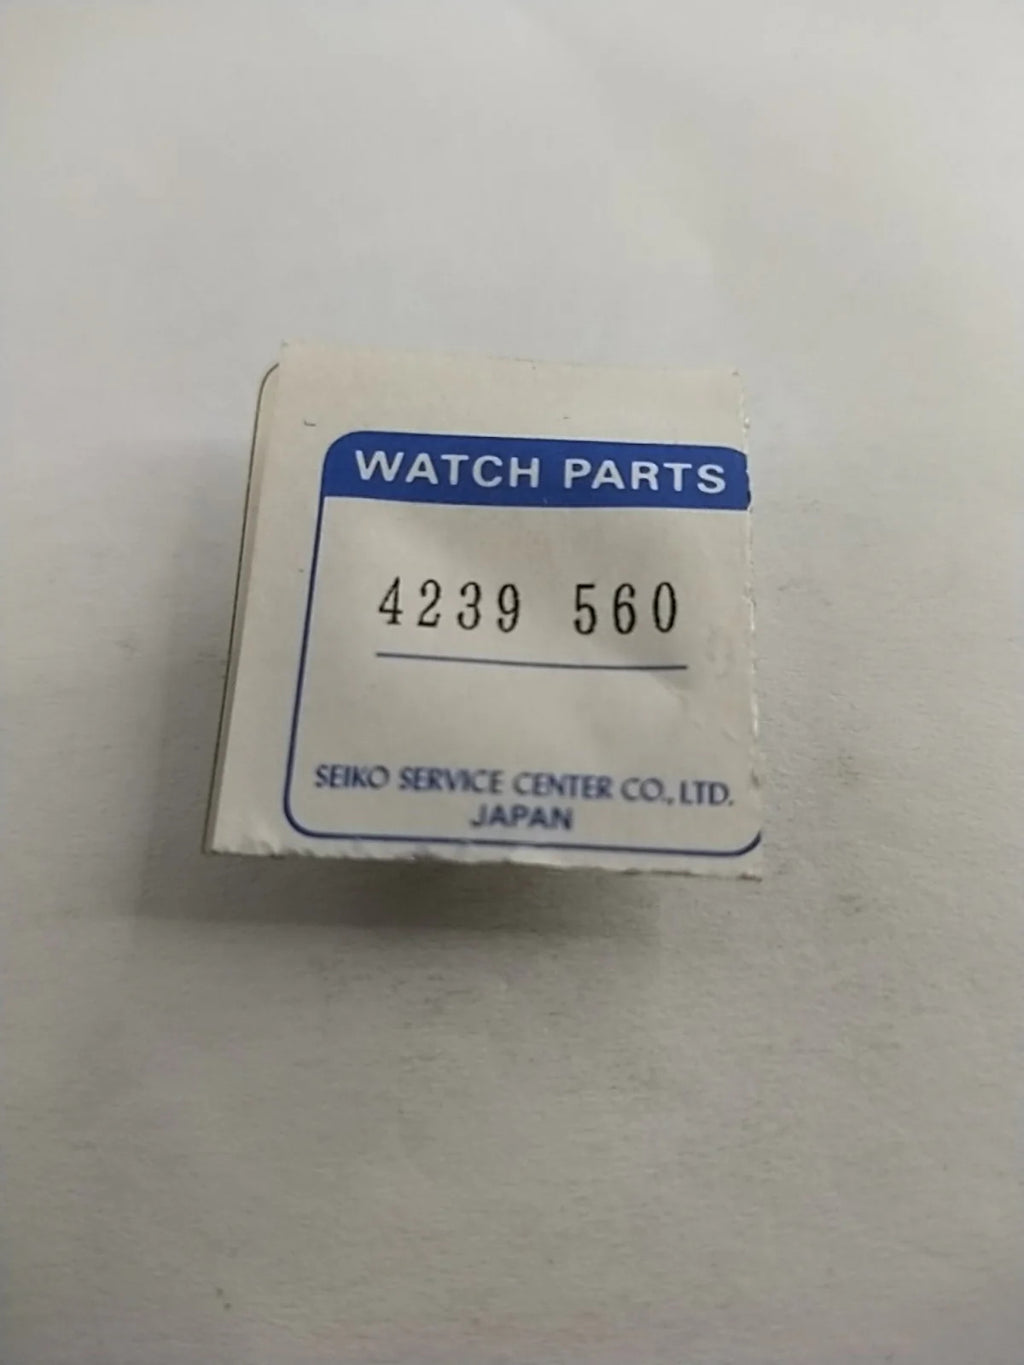 WATCH PARTS
4239 560
SEIKO SERVICE CENTER CO., LTD.
JAPAN